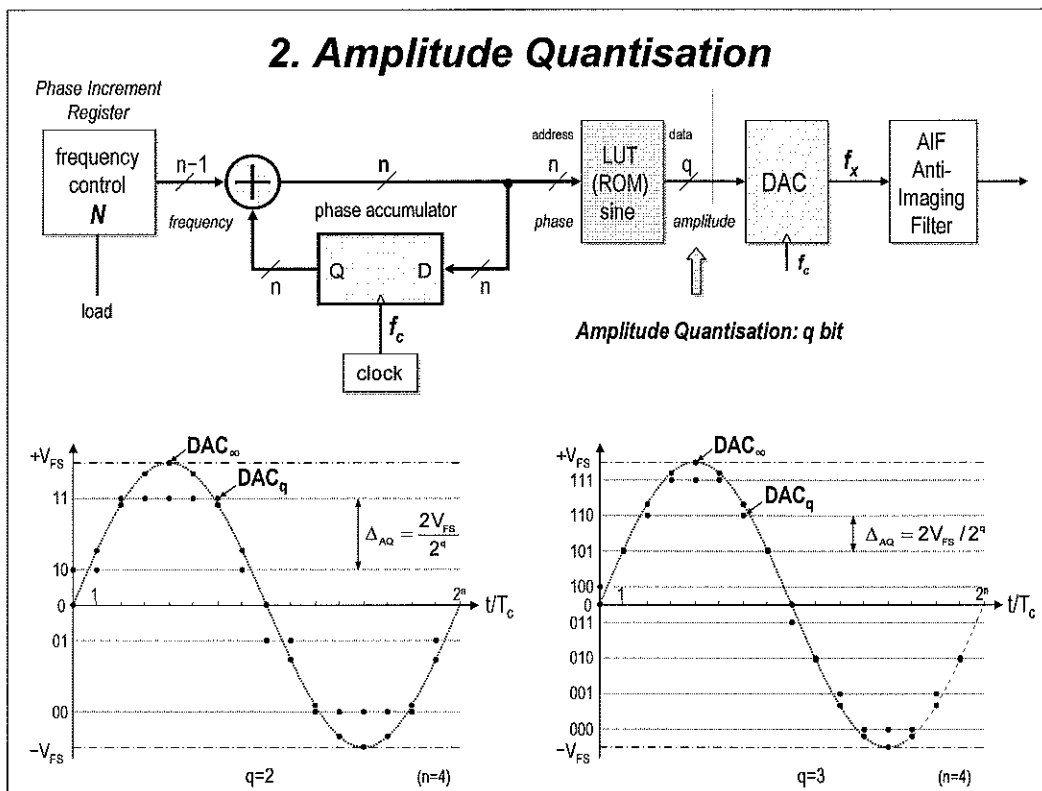 2. Amplitude Quantisation
Phase Increment
Register
frequency
control
N
load
n−1
frequency
n
phase accumulator
Q D
n
n
f_c
clock
address
n
phase
LUT
(ROM)
sine
data
q
amplitude
DAC
f_c
f_x
AIF
Anti-
Imaging
Filter
Amplitude Quantisation: q bit
+V_FS
DAC_∞
DAC_q
11
Δ_AQ = 2V_FS / 2^q
10
0
1
2^n
t/T_c
01
00
−V_FS
q=2
(n=4)
+V_FS
DAC_∞
111
DAC_q
110
Δ_AQ = 2V_FS / 2^q
101
100
0
1
2^n
t/T_c
011
010
001
000
−V_FS
q=3
(n=4)